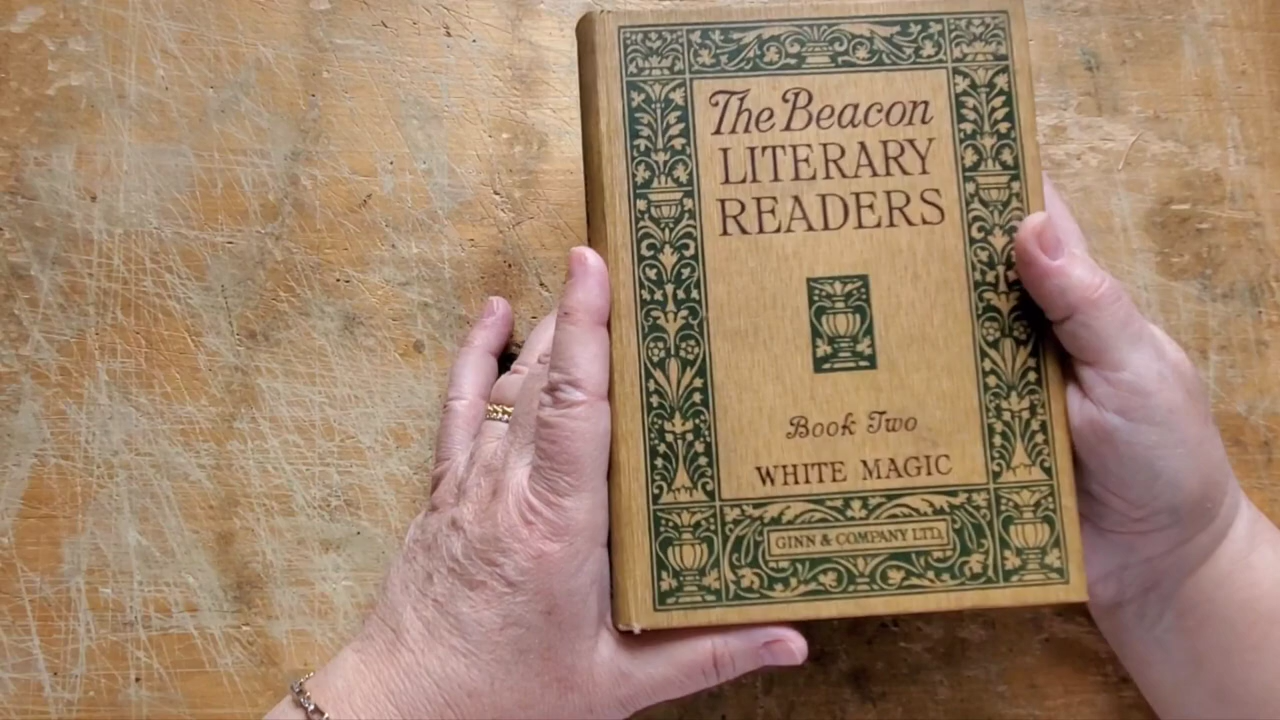 The Beacon
LITERARY
READERS
Book Two
WHITE MAGIC
GINN & COMPANY LTD.